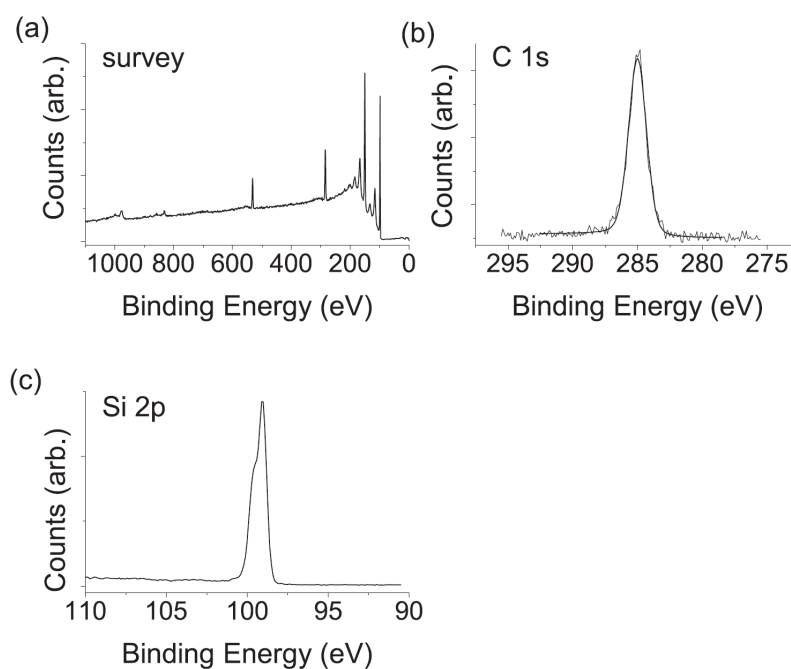 (a)
survey
Counts (arb.)
1000 800 600 400 200 0
Binding Energy (eV)
(b)
C 1s
Counts (arb.)
295 290 285 280 275
Binding Energy (eV)
(c)
Si 2p
Counts (arb.)
110 105 100 95 90
Binding Energy (eV)